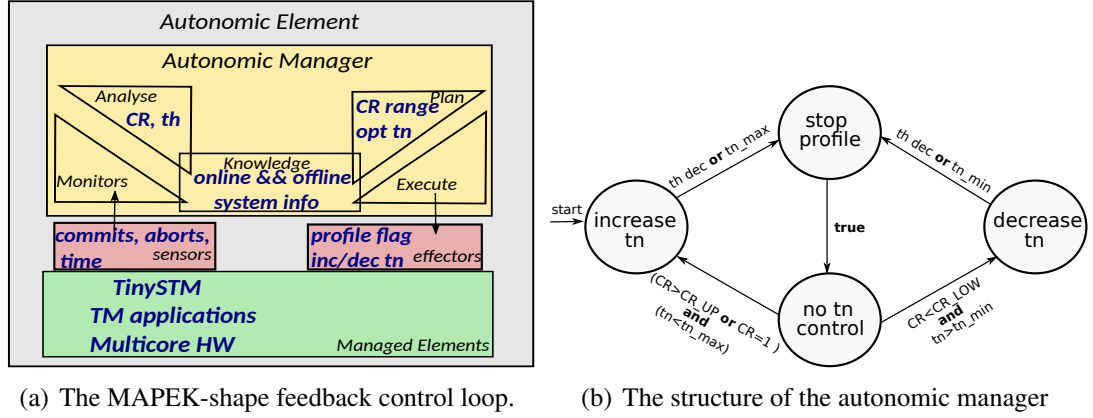 Autonomic Element
Autonomic Manager
Analyse
CR, th
Plan
CR range
opt tn
Knowledge
online && offline
system info
Monitors
Execute
commits, aborts,
time
sensors
profile flag
inc/dec tn
effectors
TinySTM
TM applications
Multicore HW
Managed Elements
(a) The MAPEK-shape feedback control loop.
stop
profile
th dec or tn_max
th dec or tn_min
start
increase
tn
decrease
tn
true
(CR>CR_UP or CR=1 )
and
(tn<tn_max)
no tn
control
CR<CR_LOW
and
tn>tn_min
(b) The structure of the autonomic manager